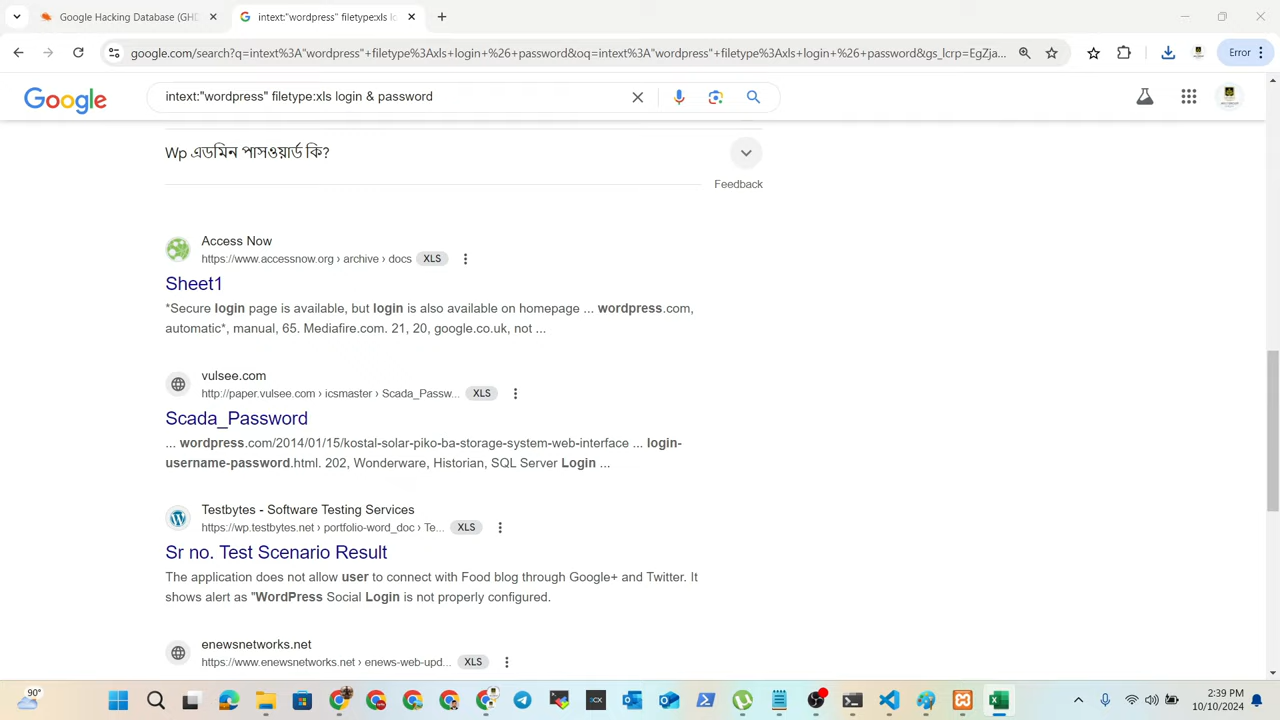 Google Hacking Database (GHD
intext:"wordpress" filetype:xls lo
google.com/search?q=intext%3A"wordpress"+filetype%3Axls+login+%26+password&oq=intext%3A"wordpress"+filetype%3Axls+login+%26+password&gs_lcrp=EgZja...
Error
Google
intext:"wordpress" filetype:xls login & password
Wp এডমিন পাসওয়ার্ড কি?
Feedback
Access Now
https://www.accessnow.org › archive › docs XLS
Sheet1
*Secure login page is available, but login is also available on homepage ... wordpress.com,
automatic*, manual, 65. Mediafire.com. 21, 20, google.co.uk, not ...
vulsee.com
http://paper.vulsee.com › icsmaster › Scada_Passw... XLS
Scada_Password
... wordpress.com/2014/01/15/kostal-solar-piko-ba-storage-system-web-interface ... login-
username-password.html. 202, Wonderware, Historian, SQL Server Login ...
Testbytes - Software Testing Services
https://wp.testbytes.net › portfolio-word_doc › Te... XLS
Sr no. Test Scenario Result
The application does not allow user to connect with Food blog through Google+ and Twitter. It
shows alert as "WordPress Social Login is not properly configured.
enewsnetworks.net
https://www.enewsnetworks.net › enews-web-upd... XLS
90°
2:39 PM
10/10/2024